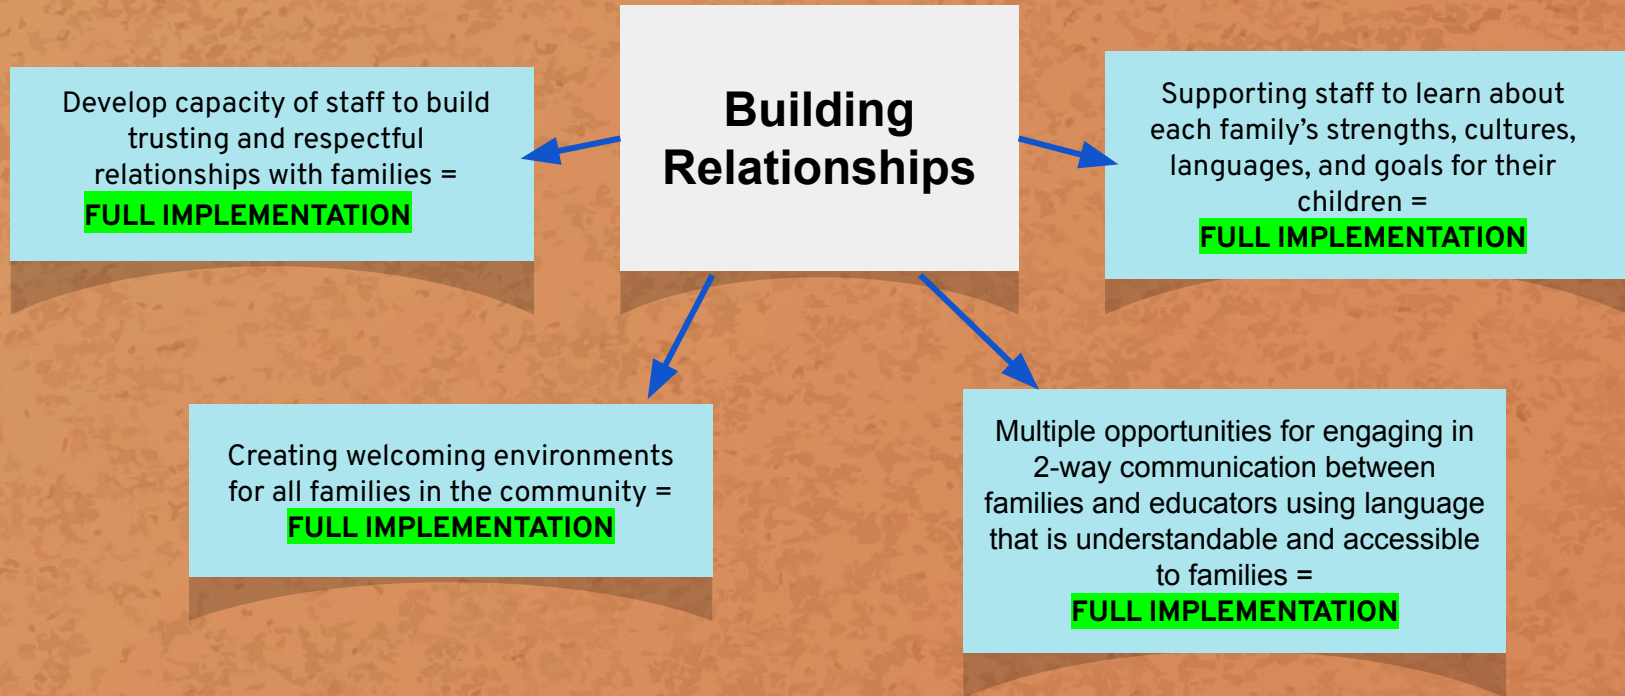 Building
Relationships
Develop capacity of staff to build
trusting and respectful
relationships with families =
FULL IMPLEMENTATION
Supporting staff to learn about
each family’s strengths, cultures,
languages, and goals for their
children =
FULL IMPLEMENTATION
Creating welcoming environments
for all families in the community =
FULL IMPLEMENTATION
Multiple opportunities for engaging in
2-way communication between
families and educators using language
that is understandable and accessible
to families =
FULL IMPLEMENTATION